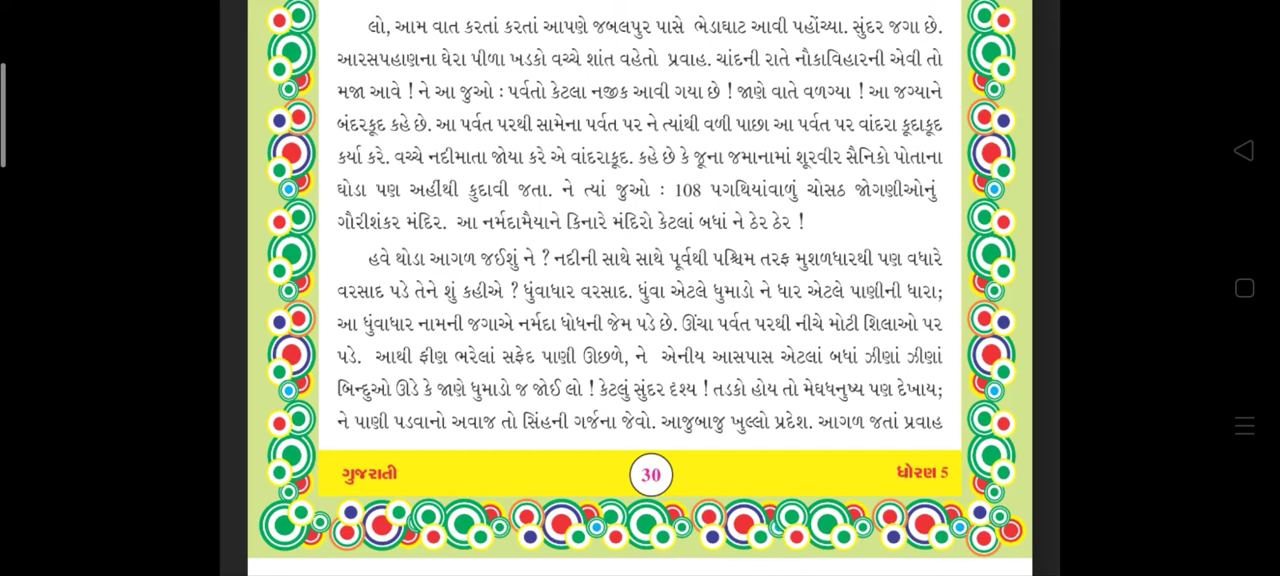 લો, આમ વાત કરતાં કરતાં આપણે જબલપુર પાસે ભેડાઘાટ આવી પહોંચ્યા. સુંદર જગા છે.
આરસપહાણના ઘેરા પીળા ખડકો વચ્ચે શાંત વહેતો પ્રવાહ. ચાંદની રાતે નૌકાવિહારની એવી તો
મજા આવે ! ને આ જુઓ : પર્વતો કેટલા નજીક આવી ગયા છે ! જાણે વાતે વળગ્યા ! આ જગ્યાને
બંદરકૂદ કહે છે. આ પર્વત પરથી સામેના પર્વત પર ને ત્યાંથી વળી પાછા આ પર્વત પર વાંદરા કૂદાકૂદ
કર્યા કરે. વચ્ચે નદીમાતા જોયા કરે એ વાંદરાકૂદ. કહે છે કે જૂના જમાનામાં શૂરવીર સૈનિકો પોતાના
ઘોડા પણ અહીંથી કુદાવી જતા. ને ત્યાં જુઓ : 108 પગથિયાંવાળું ચોસઠ જોગણીઓનું
ગૌરીશંકર મંદિર. આ નર્મદામૈયાને કિનારે મંદિરો કેટલાં બધાં ને ઠેર ઠેર !
હવે થોડા આગળ જઈશું ને ? નદીની સાથે સાથે પૂર્વથી પશ્ચિમ તરફ મુશળધારથી પણ વધારે
વરસાદ પડે તેને શું કહીએ ? ધુંવાધાર વરસાદ. ધુંવા એટલે ધુમાડો ને ધાર એટલે પાણીની ધારા;
આ ધુંવાધાર નામની જગાએ નર્મદા ધોધની જેમ પડે છે. ઊંચા પર્વત પરથી નીચે મોટી શિલાઓ પર
પડે. આથી ફીણ ભરેલાં સફેદ પાણી ઊછળે, ને એનીય આસપાસ એટલાં બધાં ઝીણાં ઝીણાં
બિન્દુઓ ઊડે કે જાણે ધુમાડો જ જોઈ લો ! કેટલું સુંદર દૃશ્ય ! તડકો હોય તો મેઘધનુષ્ય પણ દેખાય;
ને પાણી પડવાનો અવાજ તો સિંહની ગર્જના જેવો. આજુબાજુ ખુલ્લો પ્રદેશ. આગળ જતાં પ્રવાહ
ગુજરાતી 30 ધોરણ 5